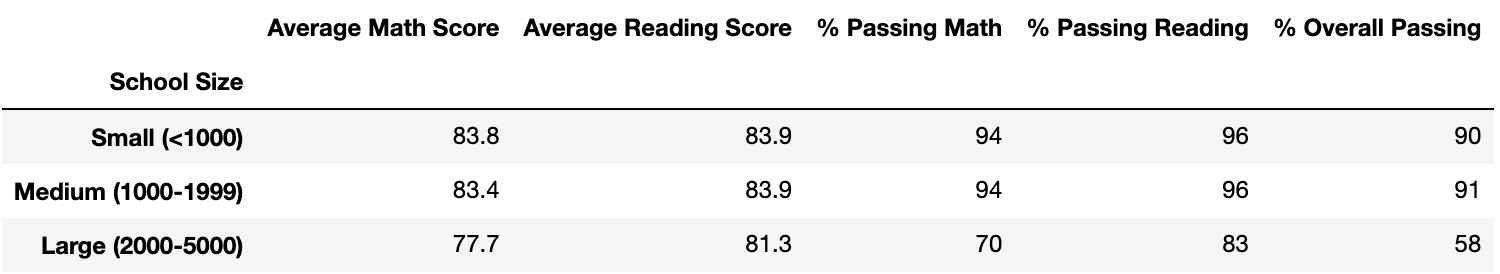 Average Math Score Average Reading Score % Passing Math % Passing Reading % Overall Passing
School Size
Small (<1000) 83.8 83.9 94 96 90
Medium (1000-1999) 83.4 83.9 94 96 91
Large (2000-5000) 77.7 81.3 70 83 58